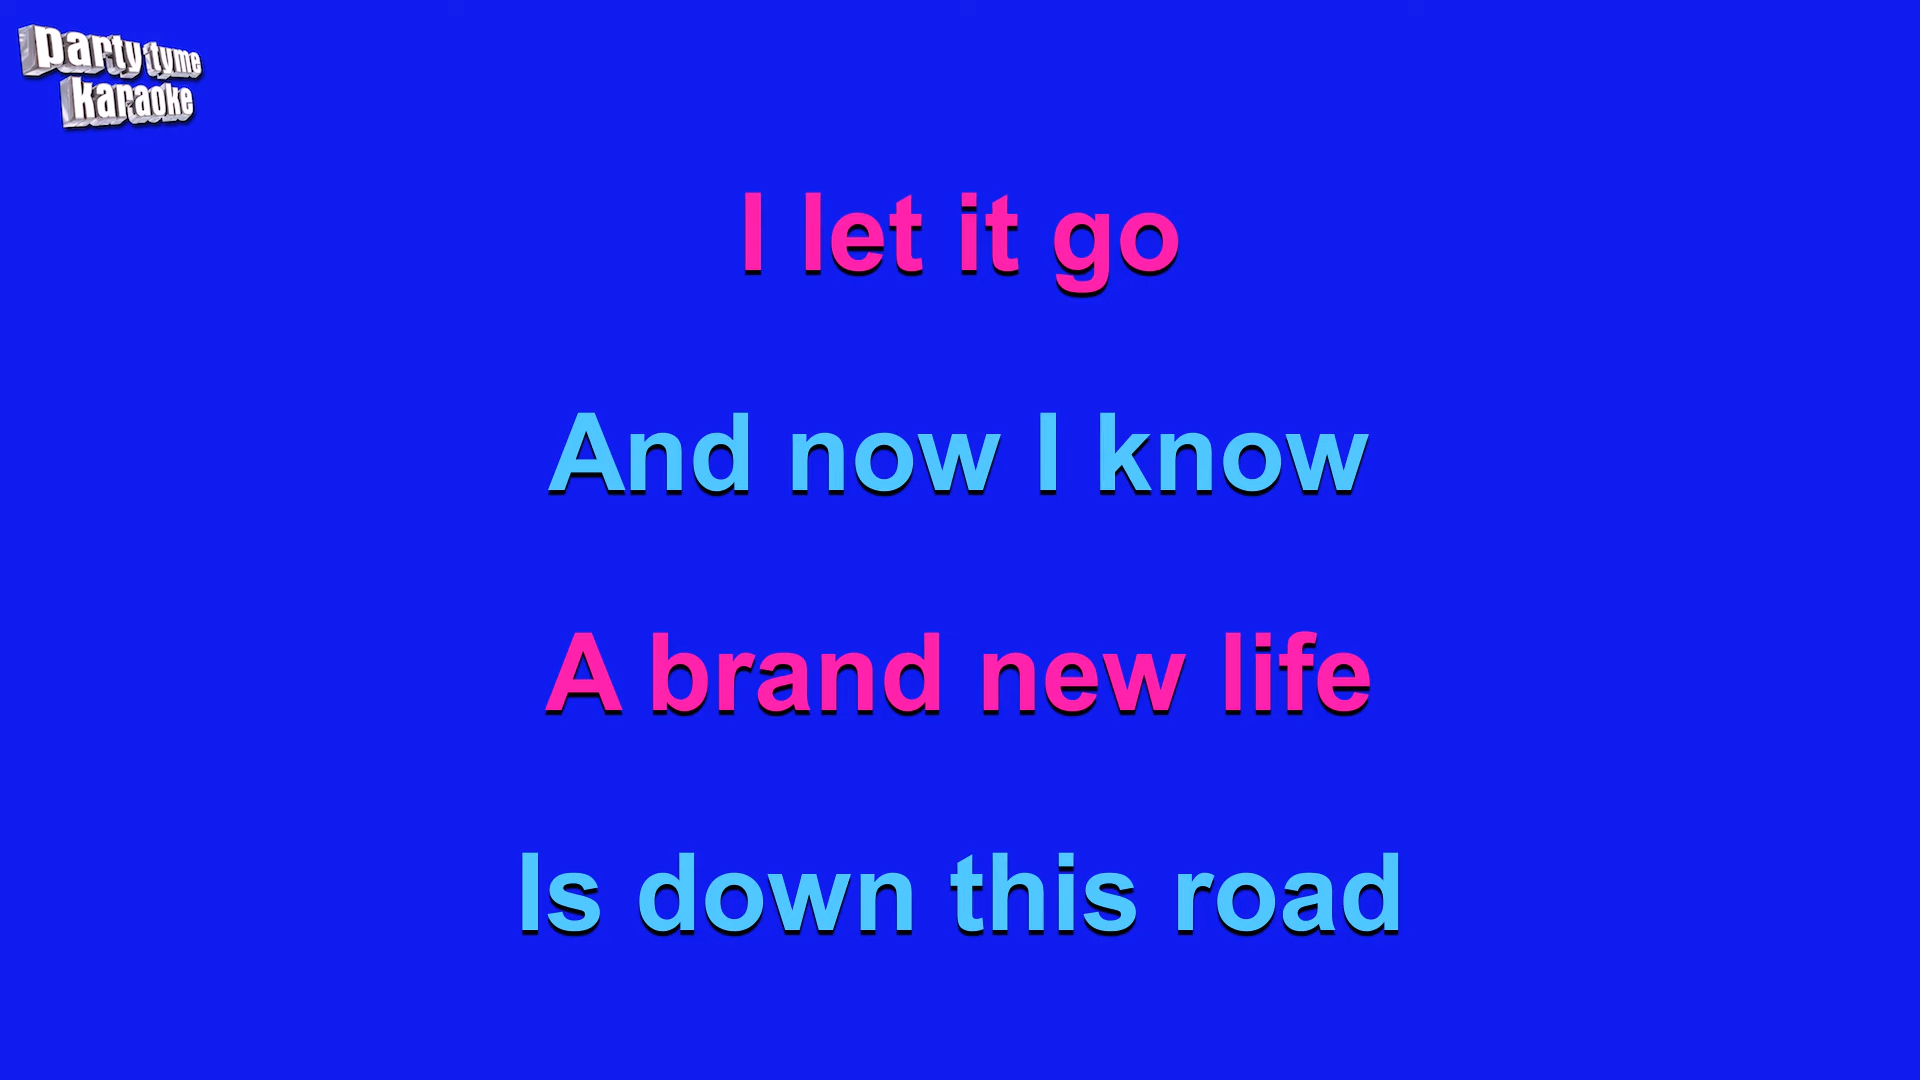 party tyme
karaoke
I let it go
And now I know
A brand new life
Is down this road